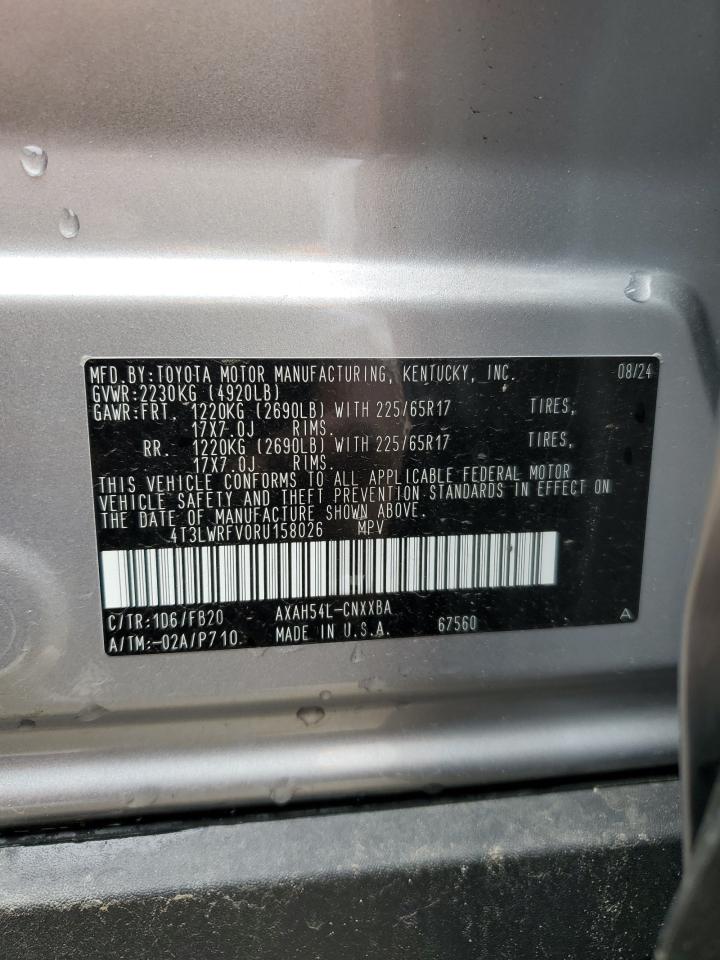 MFD.BY:TOYOTA MOTOR MANUFACTURING, KENTUCKY, INC. 08/24
GVWR:2230KG (4920LB)
GAWR:FRT. 1220KG (2690LB) WITH 225/65R17 TIRES,
17X7.0J RIMS.
RR. 1220KG (2690LB) WITH 225/65R17 TIRES,
17X7.0J RIMS.
THIS VEHICLE CONFORMS TO ALL APPLICABLE FEDERAL MOTOR
VEHICLE SAFETY AND THEFT PREVENTION STANDARDS IN EFFECT ON
THE DATE OF MANUFACTURE SHOWN ABOVE.
4T3LWRFV0RU158026 MPV
C/TR:1D6/FB20 AXAH54L-CNXXBA A
A/TM:-02A/P710 MADE IN U.S.A. 67560